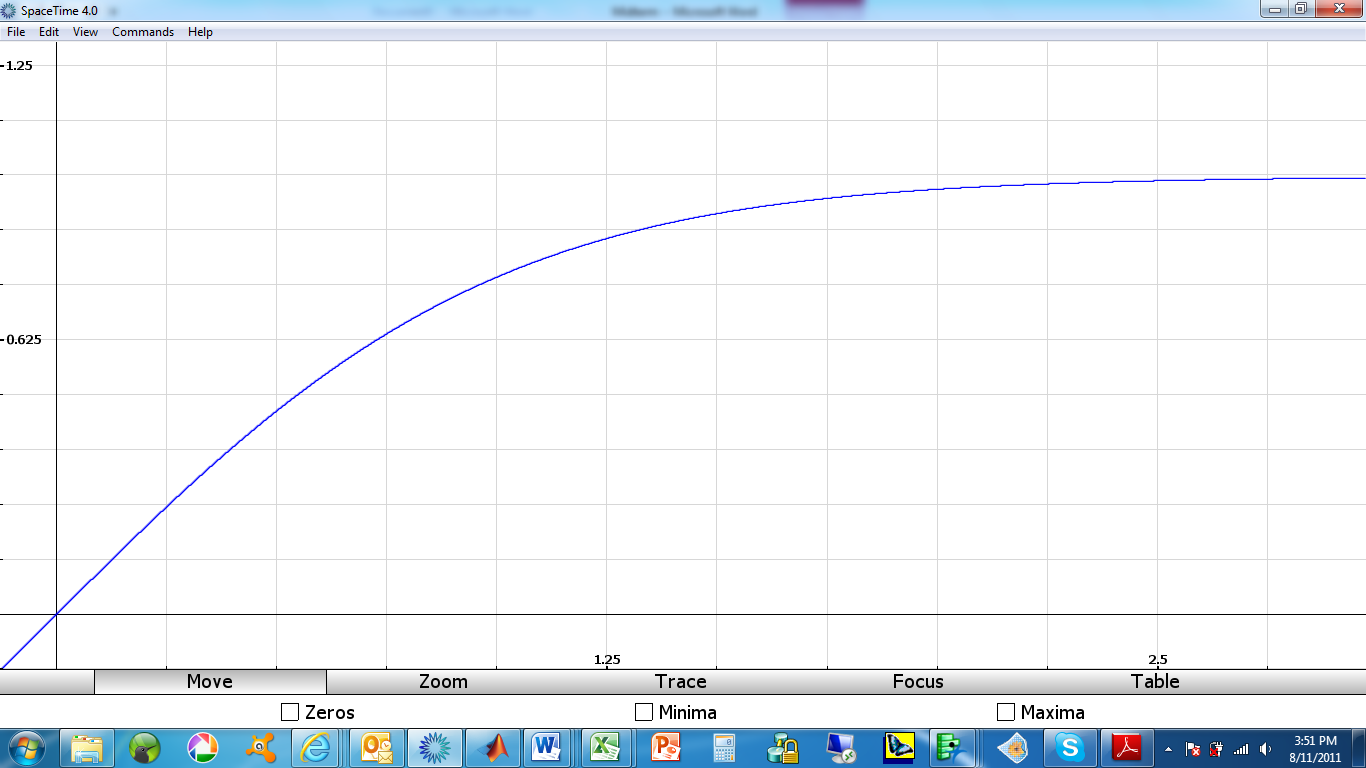 SpaceTime 4.0
File Edit View Commands Help
1.25
0.625
1.25 2.5
Move Zoom Trace Focus Table
Zeros Minima Maxima
3:51 PM
8/11/2011